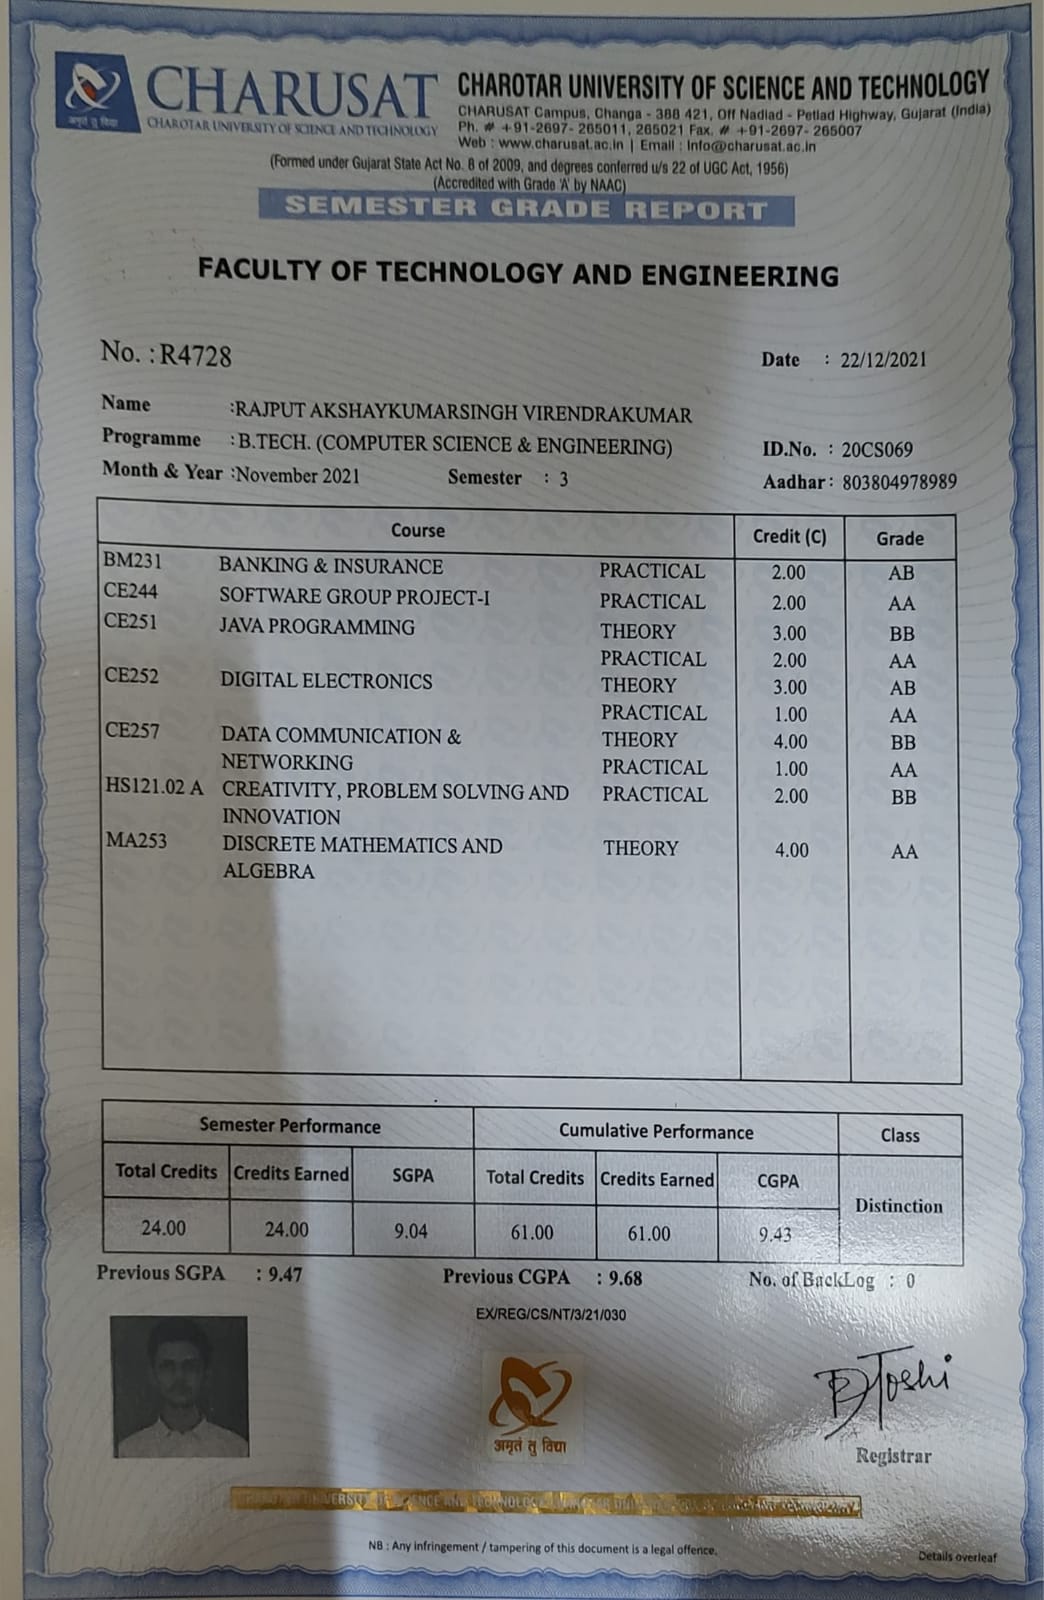 CHARUSAT
अमृतं तु विद्या
CHAROTAR UNIVERSITY OF SCIENCE AND TECHNOLOGY
CHAROTAR UNIVERSITY OF SCIENCE AND TECHNOLOGY
CHARUSAT Campus, Changa - 388 421, Off Nadiad - Petlad Highway, Gujarat (India)
Ph. # +91-2697- 265011, 265021 Fax. # +91-2697- 265007
Web : www.charusat.ac.in | Email : Info@charusat.ac.in
(Formed under Gujarat State Act No. 8 of 2009, and degrees conferred u/s 22 of UGC Act, 1956)
(Accredited with Grade 'A' by NAAC)
SEMESTER GRADE REPORT
FACULTY OF TECHNOLOGY AND ENGINEERING
No. : R4728
Date : 22/12/2021
Name :RAJPUT AKSHAYKUMARSINGH VIRENDRAKUMAR
Programme :B.TECH. (COMPUTER SCIENCE & ENGINEERING) ID.No. : 20CS069
Month & Year :November 2021 Semester : 3 Aadhar : 803804978989
Course Credit (C) Grade
BM231 BANKING & INSURANCE PRACTICAL 2.00 AB
CE244 SOFTWARE GROUP PROJECT-I PRACTICAL 2.00 AA
CE251 JAVA PROGRAMMING THEORY 3.00 BB
PRACTICAL 2.00 AA
CE252 DIGITAL ELECTRONICS THEORY 3.00 AB
PRACTICAL 1.00 AA
CE257 DATA COMMUNICATION & THEORY 4.00 BB
NETWORKING PRACTICAL 1.00 AA
HS121.02 A CREATIVITY, PROBLEM SOLVING AND PRACTICAL 2.00 BB
INNOVATION
MA253 DISCRETE MATHEMATICS AND THEORY 4.00 AA
ALGEBRA
Semester Performance Cumulative Performance Class
Total Credits Credits Earned SGPA Total Credits Credits Earned CGPA
Distinction
24.00 24.00 9.04 61.00 61.00 9.43
Previous SGPA : 9.47 Previous CGPA : 9.68 No. of BackLog : 0
EX/REG/CS/NT/3/21/030
अमृतं तु विद्या
Joshi
Registrar
NB : Any infringement / tampering of this document is a legal offence.
Details overleaf